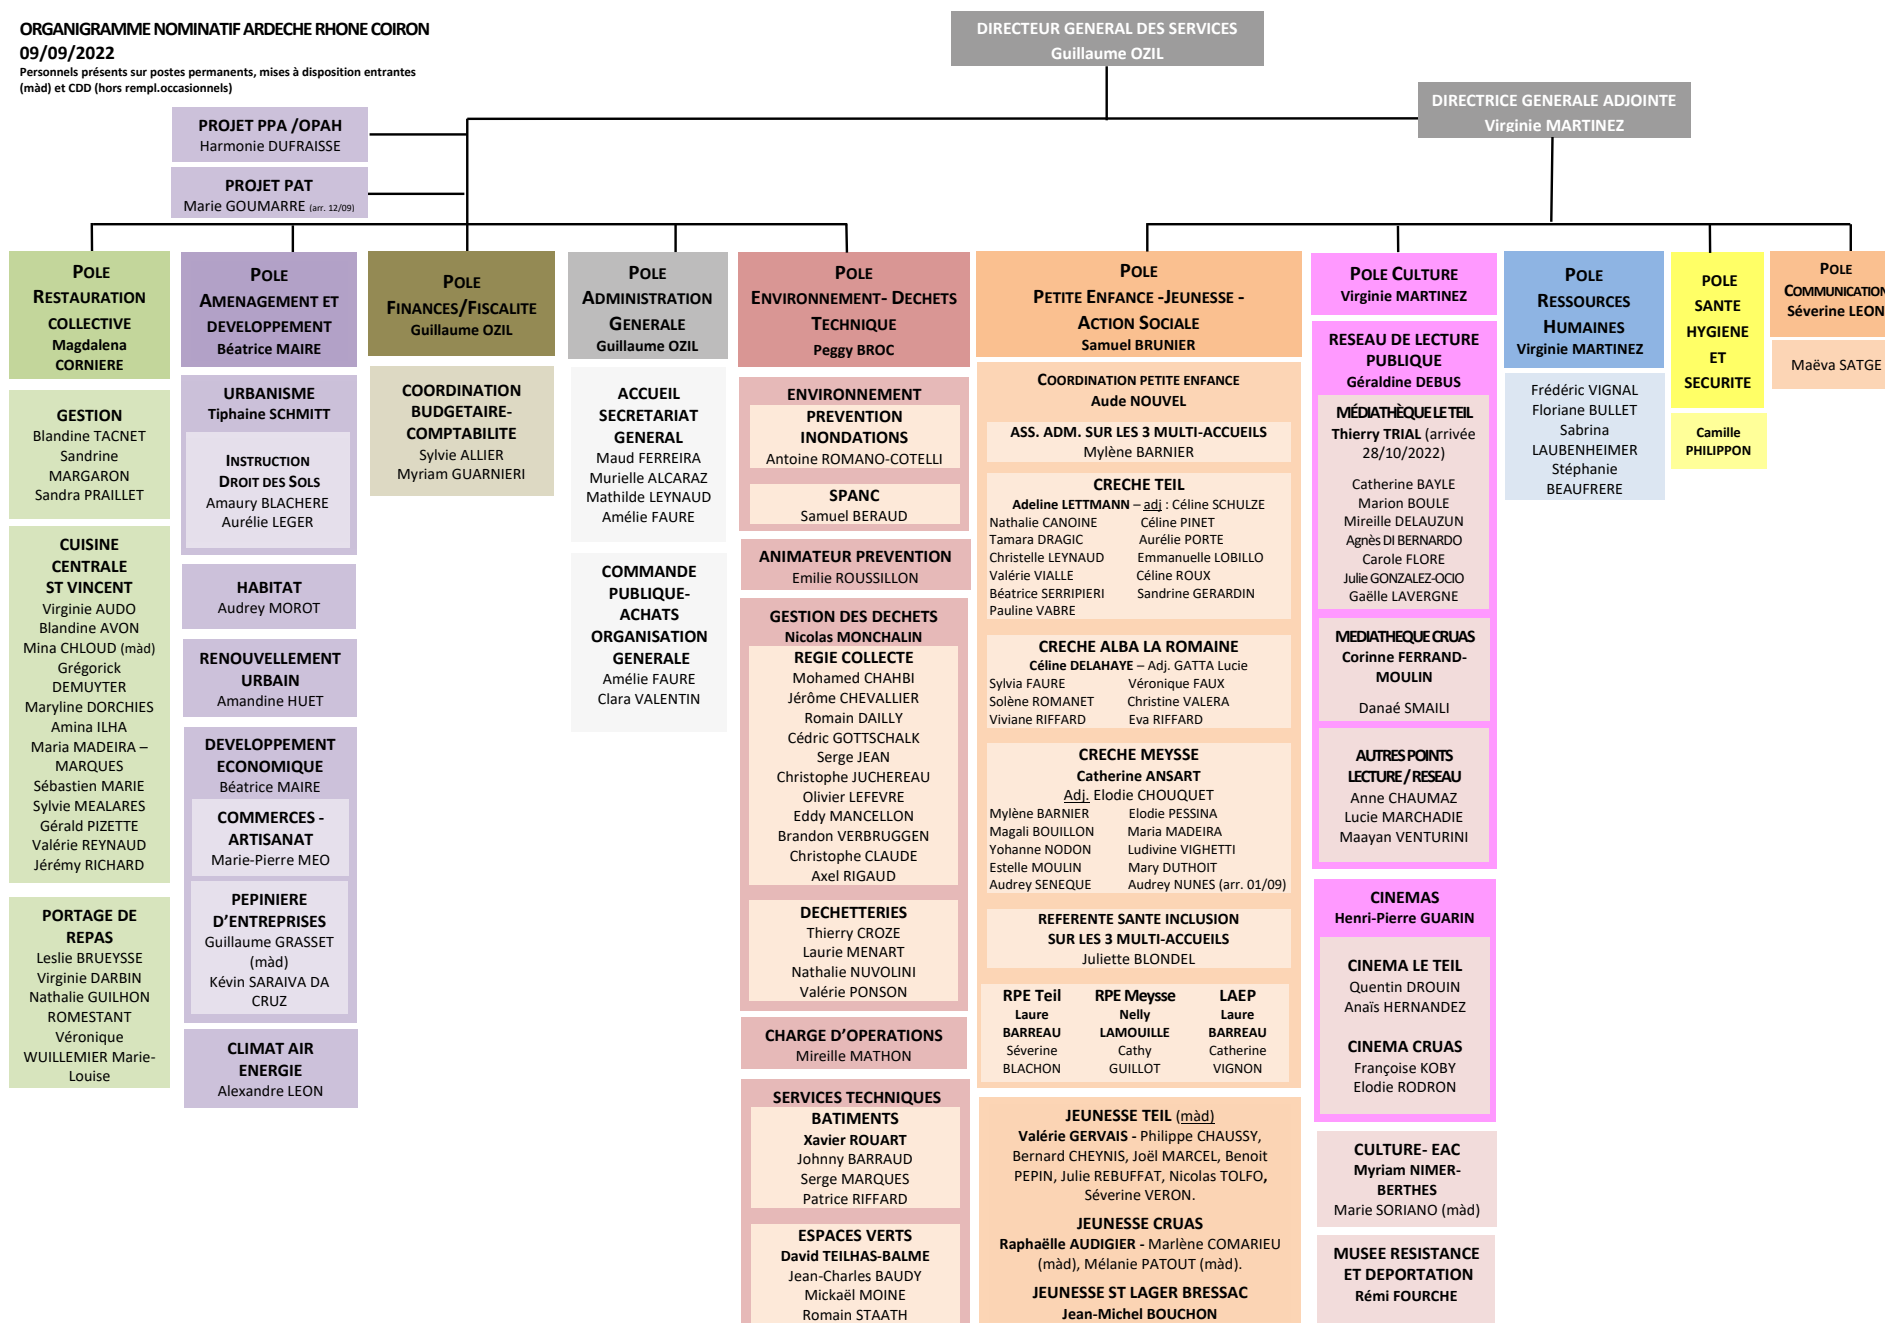 ORGANIGRAMME NOMINATIF ARDECHE RHONE COIRON
09/09/2022
Personnels présents sur postes permanents, mises à disposition entrantes
(màd) et CDD (hors rempl.occasionnels)
DIRECTEUR GENERAL DES SERVICES
Guillaume OZIL
DIRECTRICE GENERALE ADJOINTE
Virginie MARTINEZ
PROJET PPA /OPAH
Harmonie DUFRAISSE
PROJET PAT
Marie GOUMARRE (arr. 12/09)
POLE
RESTAURATION
COLLECTIVE
Magdalena
CORNIERE
GESTION
Blandine TACNET
Sandrine
MARGARON
Sandra PRAILLET
CUISINE
CENTRALE
ST VINCENT
Virginie AUDO
Blandine AVON
Mina CHLOUD (màd)
Grégorick
DEMUYTER
Maryline DORCHIES
Amina ILHA
Maria MADEIRA –
MARQUES
Sébastien MARIE
Sylvie MEALARES
Gérald PIZETTE
Valérie REYNAUD
Jérémy RICHARD
PORTAGE DE
REPAS
Leslie BRUEYSSE
Virginie DARBIN
Nathalie GUILHON
ROMESTANT
Véronique
WUILLEMIER Marie-
Louise
POLE
AMENAGEMENT ET
DEVELOPPEMENT
Béatrice MAIRE
URBANISME
Tiphaine SCHMITT
INSTRUCTION
DROIT DES SOLS
Amaury BLACHERE
Aurélie LEGER
HABITAT
Audrey MOROT
RENOUVELLEMENT
URBAIN
Amandine HUET
DEVELOPPEMENT
ECONOMIQUE
Béatrice MAIRE
COMMERCES -
ARTISANAT
Marie-Pierre MEO
PEPINIERE
D'ENTREPRISES
Guillaume GRASSET
(màd)
Kévin SARAIVA DA
CRUZ
CLIMAT AIR
ENERGIE
Alexandre LEON
POLE
FINANCES/FISCALITE
Guillaume OZIL
COORDINATION
BUDGETAIRE-
COMPTABILITE
Sylvie ALLIER
Myriam GUARNIERI
POLE
ADMINISTRATION
GENERALE
Guillaume OZIL
ACCUEIL
SECRETARIAT
GENERAL
Maud FERREIRA
Murielle ALCARAZ
Mathilde LEYNAUD
Amélie FAURE
COMMANDE
PUBLIQUE-
ACHATS
ORGANISATION
GENERALE
Amélie FAURE
Clara VALENTIN
POLE
ENVIRONNEMENT- DECHETS
TECHNIQUE
Peggy BROC
ENVIRONNEMENT
PREVENTION
INONDATIONS
Antoine ROMANO-COTELLI
SPANC
Samuel BERAUD
ANIMATEUR PREVENTION
Emilie ROUSSILLON
GESTION DES DECHETS
Nicolas MONCHALIN
REGIE COLLECTE
Mohamed CHAHBI
Jérôme CHEVALLIER
Romain DAILLY
Cédric GOTTSCHALK
Serge JEAN
Christophe JUCHEREAU
Olivier LEFEVRE
Eddy MANCELLON
Brandon VERBRUGGEN
Christophe CLAUDE
Axel RIGAUD
DECHETTERIES
Thierry CROZE
Laurie MENART
Nathalie NUVOLINI
Valérie PONSON
CHARGE D'OPERATIONS
Mireille MATHON
SERVICES TECHNIQUES
BATIMENTS
Xavier ROUART
Johnny BARRAUD
Serge MARQUES
Patrice RIFFARD
ESPACES VERTS
David TEILHAS-BALME
Jean-Charles BAUDY
Mickaël MOINE
Romain STAATH
POLE
PETITE ENFANCE -JEUNESSE -
ACTION SOCIALE
Samuel BRUNIER
COORDINATION PETITE ENFANCE
Aude NOUVEL
ASS. ADM. SUR LES 3 MULTI-ACCUEILS
Mylène BARNIER
CRECHE TEIL
Adeline LETTMANN – adj : Céline SCHULZE
Nathalie CANOINE Céline PINET
Tamara DRAGIC Aurélie PORTE
Christelle LEYNAUD Emmanuelle LOBILLO
Valérie VIALLE Céline ROUX
Béatrice SERRIPIERI Sandrine GERARDIN
Pauline VABRE
CRECHE ALBA LA ROMAINE
Céline DELAHAYE – Adj. GATTA Lucie
Sylvia FAURE Véronique FAUX
Solène ROMANET Christine VALERA
Viviane RIFFARD Eva RIFFARD
CRECHE MEYSSE
Catherine ANSART
Adj. Elodie CHOUQUET
Mylène BARNIER Elodie PESSINA
Magali BOUILLON Maria MADEIRA
Yohanne NODON Ludivine VIGHETTI
Estelle MOULIN Mary DUTHOIT
Audrey SENEQUE Audrey NUNES (arr. 01/09)
REFERENTE SANTE INCLUSION
SUR LES 3 MULTI-ACCUEILS
Juliette BLONDEL
RPE Teil RPE Meysse LAEP
Laure Nelly Laure
BARREAU LAMOUILLE BARREAU
Séverine Cathy Catherine
BLACHON GUILLOT VIGNON
JEUNESSE TEIL (màd)
Valérie GERVAIS - Philippe CHAUSSY,
Bernard CHEYNIS, Joël MARCEL, Benoit
PEPIN, Julie REBUFFAT, Nicolas TOLFO,
Séverine VERON.
JEUNESSE CRUAS
Raphaëlle AUDIGIER - Marlène COMARIEU
(màd), Mélanie PATOUT (màd).
JEUNESSE ST LAGER BRESSAC
Jean-Michel BOUCHON
POLE CULTURE
Virginie MARTINEZ
RESEAU DE LECTURE
PUBLIQUE
Géraldine DEBUS
MÉDIATHÈQUE LE TEIL
Thierry TRIAL (arrivée
28/10/2022)
Catherine BAYLE
Marion BOULE
Mireille DELAUZUN
Agnès DI BERNARDO
Carole FLORE
Julie GONZALEZ-OCIO
Gaëlle LAVERGNE
MEDIATHEQUE CRUAS
Corinne FERRAND-
MOULIN
Danaé SMAILI
AUTRES POINTS
LECTURE / RESEAU
Anne CHAUMAZ
Lucie MARCHADIE
Maayan VENTURINI
CINEMAS
Henri-Pierre GUARIN
CINEMA LE TEIL
Quentin DROUIN
Anaïs HERNANDEZ
CINEMA CRUAS
Françoise KOBY
Elodie RODRON
CULTURE- EAC
Myriam NIMER-
BERTHES
Marie SORIANO (màd)
MUSEE RESISTANCE
ET DEPORTATION
Rémi FOURCHE
POLE
RESSOURCES
HUMAINES
Virginie MARTINEZ
Frédéric VIGNAL
Floriane BULLET
Sabrina
LAUBENHEIMER
Stéphanie
BEAUFRERE
POLE
SANTE
HYGIENE
ET
SECURITE
Camille
PHILIPPON
POLE
COMMUNICATION
Séverine LEON
Maëva SATGE